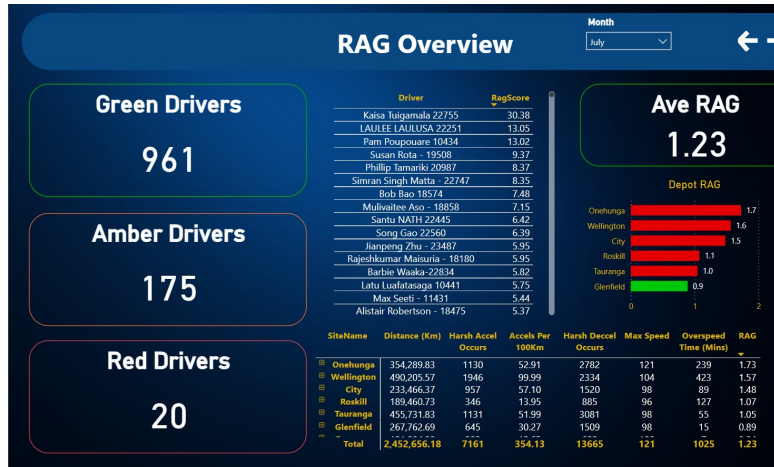 RAG Overview
Month
July
Green Drivers
961
Amber Drivers
175
Red Drivers
20
Driver RagScore
Kaisa Tuigamala 22755 30.38
LAULEE LAULUSA 22251 13.05
Pam Poupouare 10434 13.02
Susan Rota - 19508 9.37
Phillip Tamariki 20987 8.37
Simran Singh Matta - 22747 8.35
Bob Bao 18574 7.48
Mulivaitee Aso - 18858 7.15
Santu NATH 22445 6.42
Song Gao 22560 6.39
Jianpeng Zhu - 23487 5.95
Rajeshkumar Maisuria - 18180 5.95
Barbie Waaka-22834 5.82
Latu Luafatasaga 10441 5.75
Max Seeti - 11431 5.44
Alistair Robertson - 18475 5.37
Ave RAG
1.23
Depot RAG
Onehunga 1.7
Wellington 1.6
City 1.5
Roskill 1.1
Tauranga 1.0
Glenfield 0.9
0 1 2
SiteName Distance (Km) Harsh Accel Occurs Accels Per 100Km Harsh Deccel Occurs Max Speed Overspeed Time (Mins) RAG
Onehunga 354,289.83 1130 52.91 2782 121 239 1.73
Wellington 490,205.57 1946 99.99 2334 104 423 1.57
City 233,466.37 957 57.10 1520 98 89 1.48
Roskill 189,460.73 346 13.95 885 96 127 1.07
Tauranga 455,731.83 1131 51.99 3081 98 55 1.05
Glenfield 267,762.69 645 30.27 1509 98 15 0.89
Total 2,452,656.18 7161 354.13 13665 121 1025 1.23